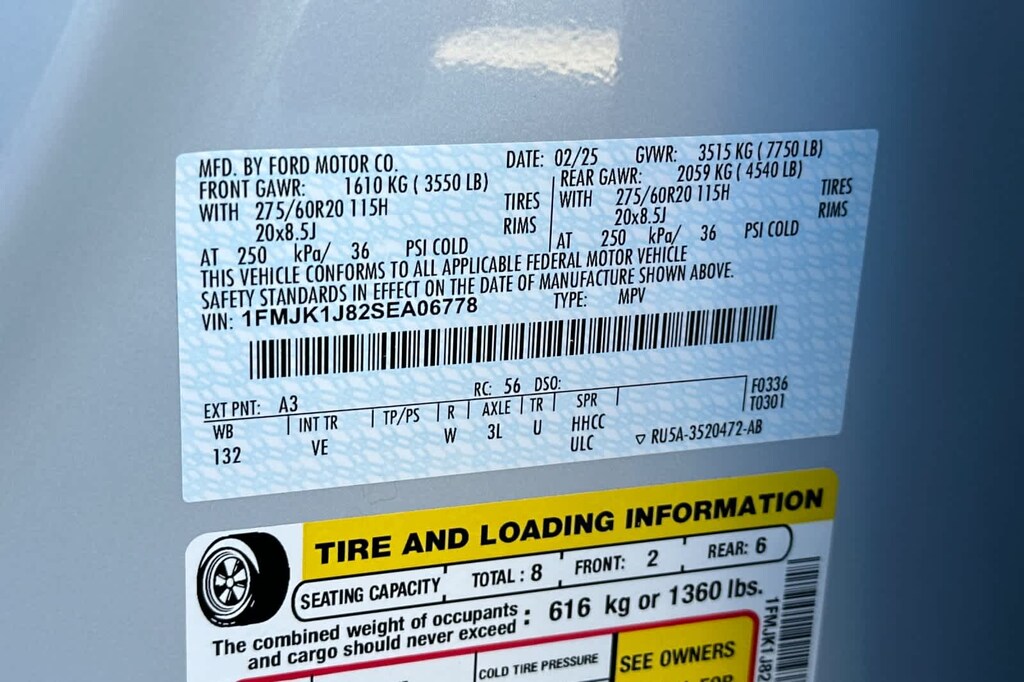 MFD. BY FORD MOTOR CO. DATE: 02/25 GVWR: 3515 KG ( 7750 LB)
FRONT GAWR: 1610 KG ( 3550 LB) REAR GAWR: 2059 KG ( 4540 LB)
WITH 275/60R20 115H TIRES WITH 275/60R20 115H TIRES
20x8.5J RIMS 20x8.5J RIMS
AT 250 kPa/ 36 PSI COLD AT 250 kPa/ 36 PSI COLD
THIS VEHICLE CONFORMS TO ALL APPLICABLE FEDERAL MOTOR VEHICLE
SAFETY STANDARDS IN EFFECT ON THE DATE OF MANUFACTURE SHOWN ABOVE.
VIN: 1FMJK1J82SEA06778 TYPE: MPV
EXT PNT: A3 RC: 56 DSO: F0336
WB INT TR TP/PS R AXLE TR SPR T0301
132 VE W 3L U HHCC
ULC ▽ RU5A-3520472-AB
TIRE AND LOADING INFORMATION
SEATING CAPACITY TOTAL : 8 FRONT: 2 REAR: 6
The combined weight of occupants
and cargo should never exceed : 616 kg or 1360 lbs.
COLD TIRE PRESSURE SEE OWNERS
1FMJK1J82